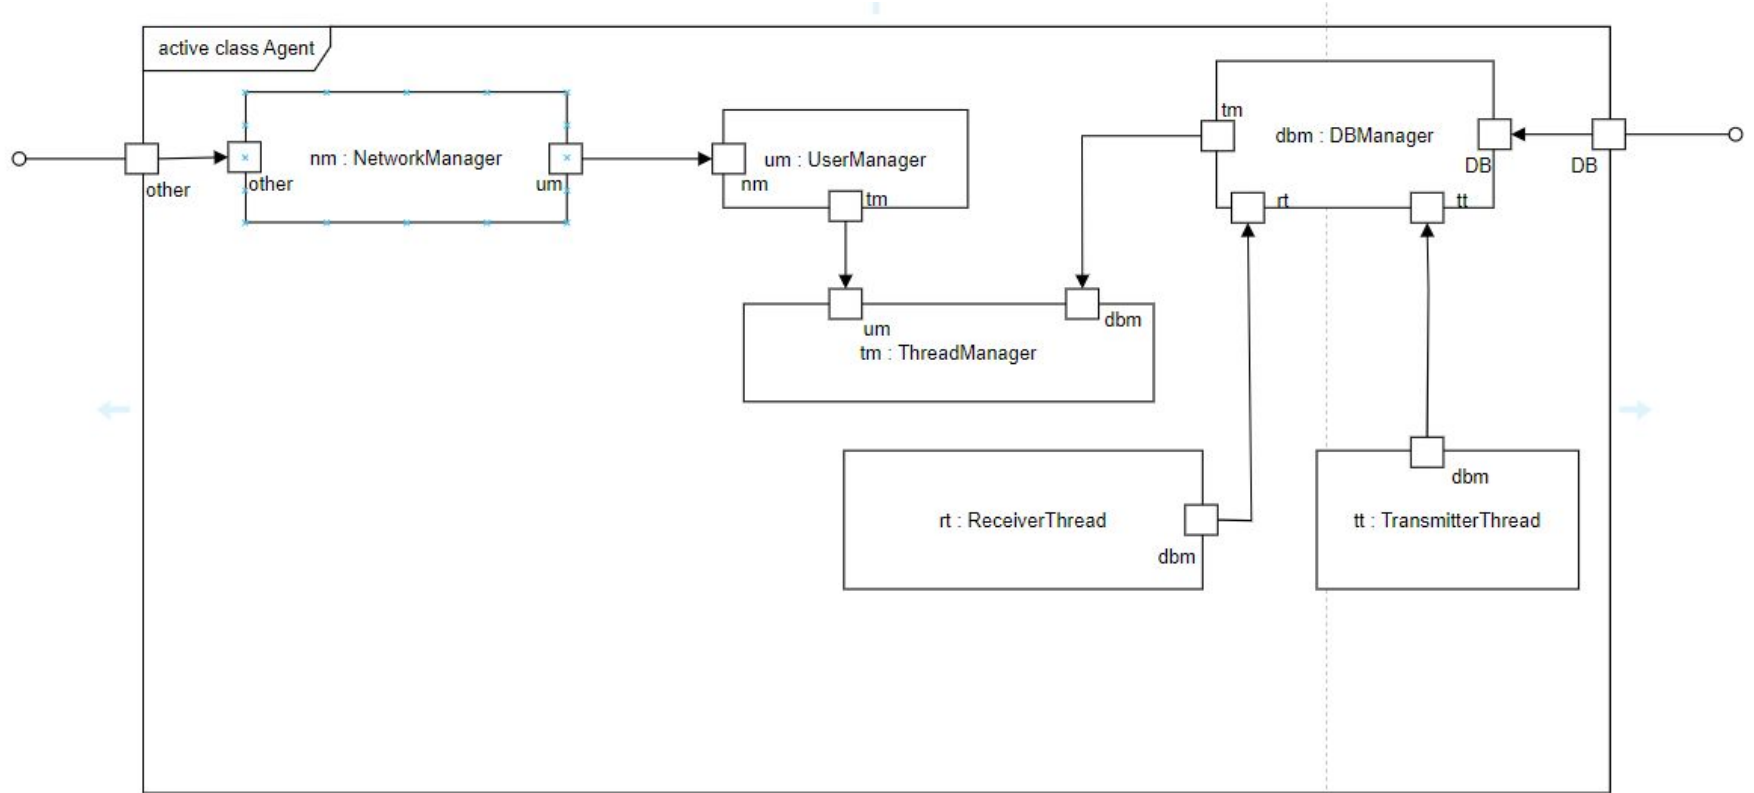 active class Agent
other
other
nm : NetworkManager
um
nm
um : UserManager
tm
um
dbm
tm : ThreadManager
tm
dbm : DBManager
DB
DB
rt
tt
rt : ReceiverThread
dbm
dbm
tt : TransmitterThread